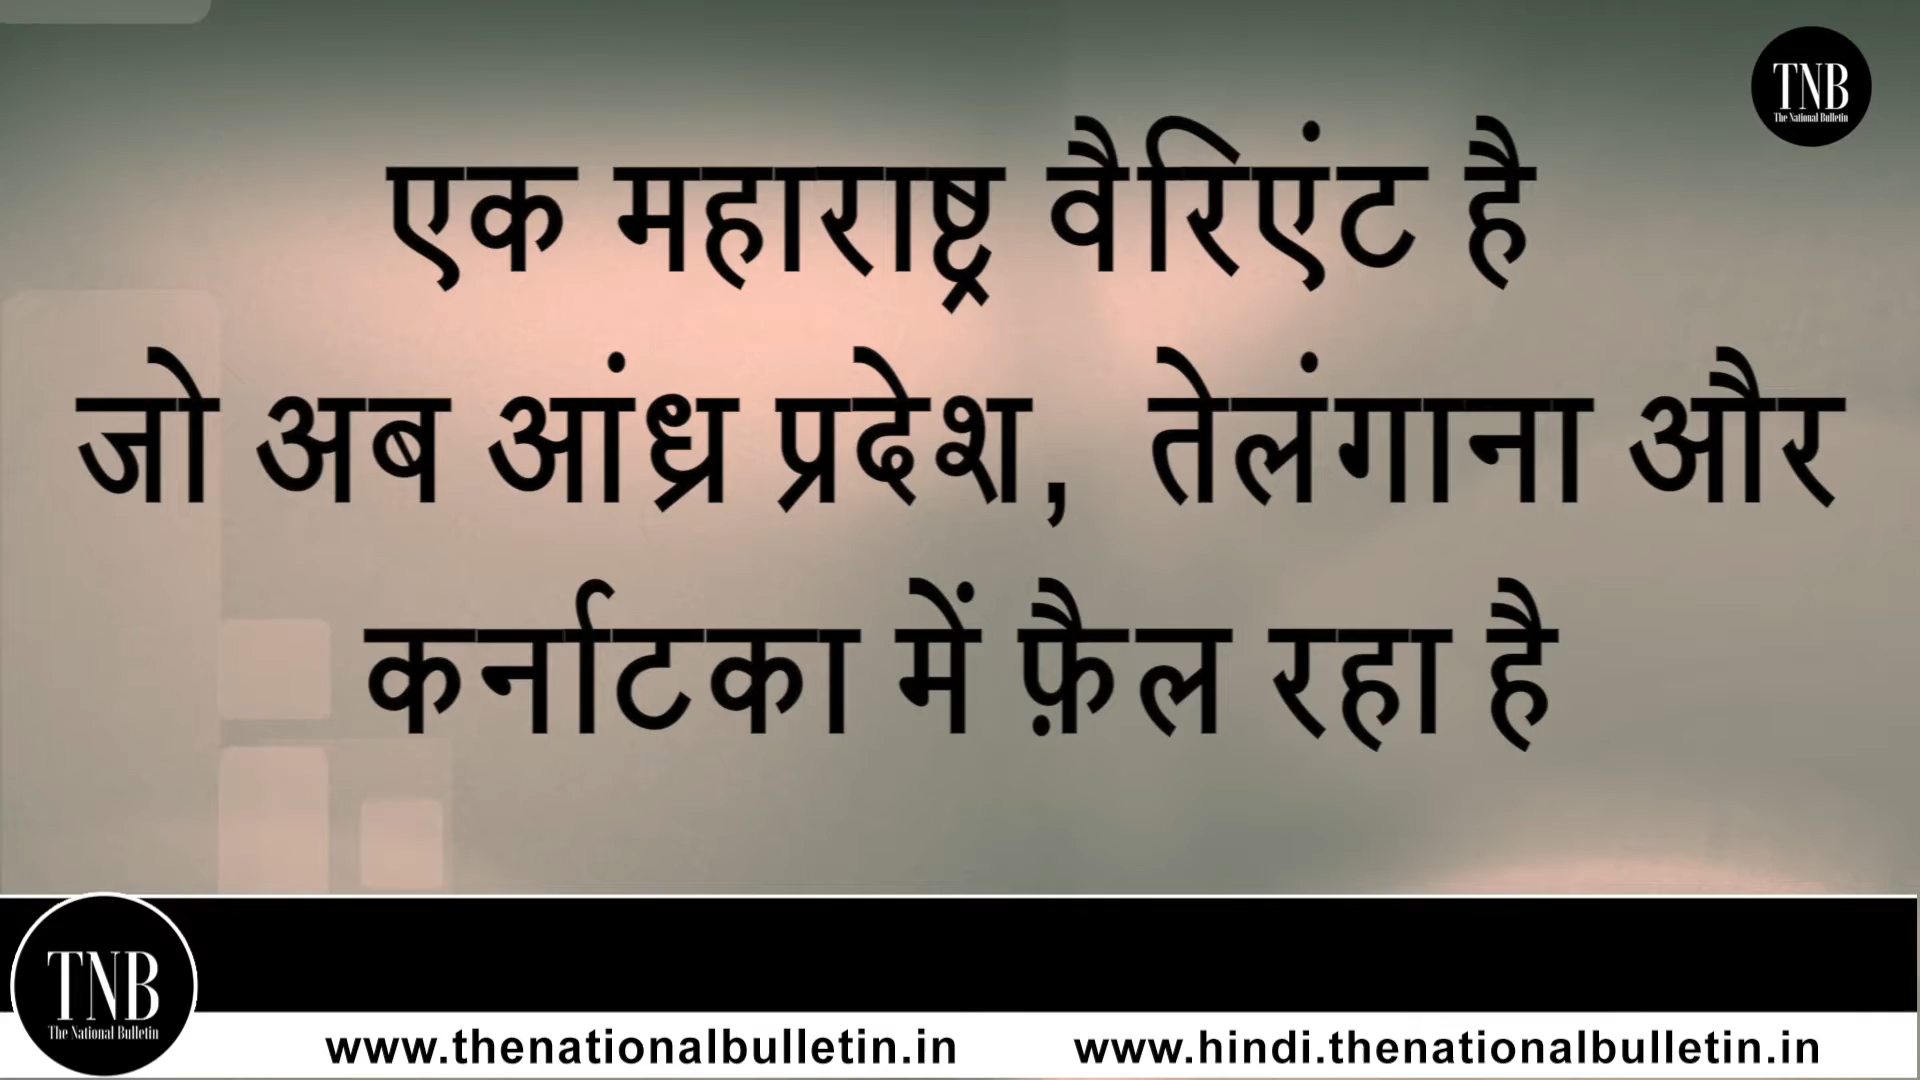 TNB
The National Bulletin
एक महाराष्ट्र वैरिएंट है
जो अब आंध्र प्रदेश, तेलंगाना और
कर्नाटका में फ़ैल रहा है
TNB
The National Bulletin
www.thenationalbulletin.in www.hindi.thenationalbulletin.in